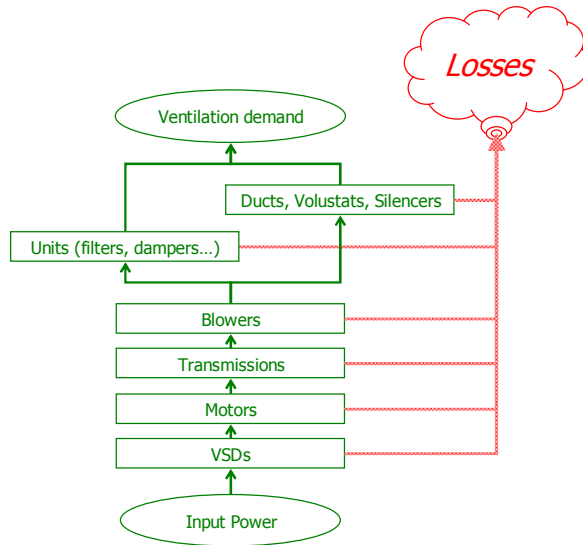 Losses
Ventilation demand
Ducts, Volustats, Silencers
Units (filters, dampers…)
Blowers
Transmissions
Motors
VSDs
Input Power